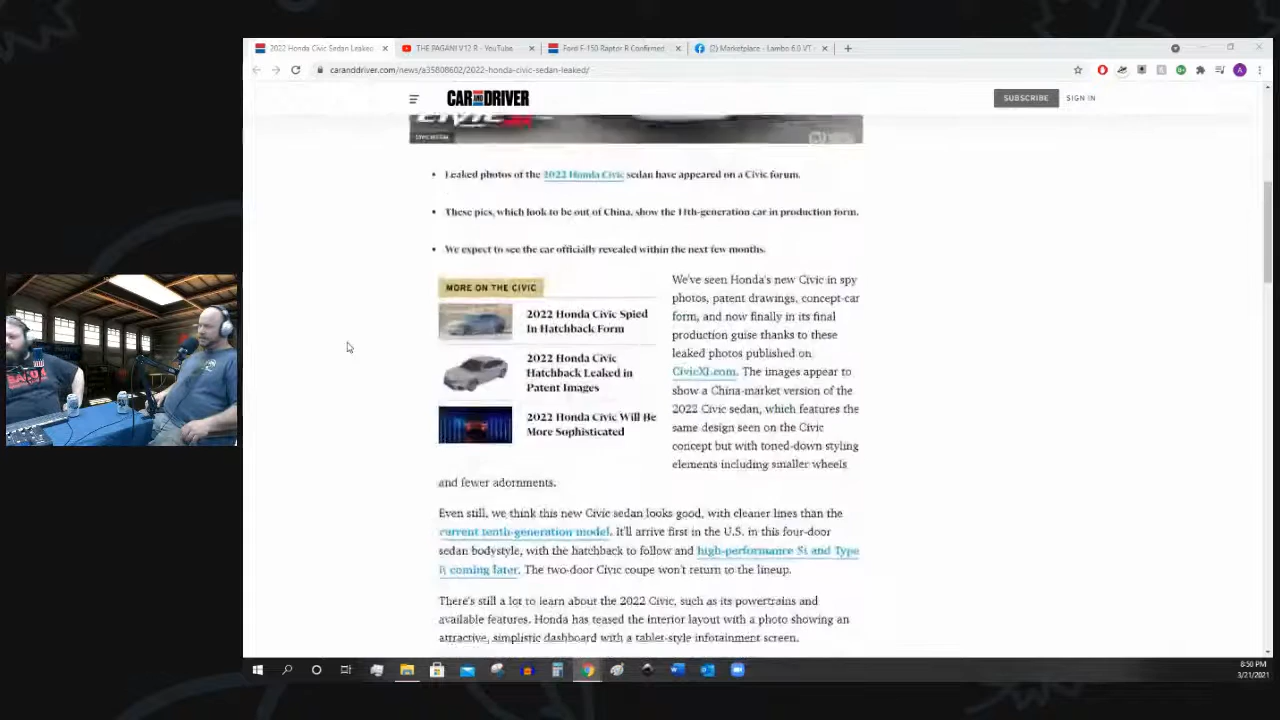 2022 Honda Civic Sedan Leaked
THE PAGANI V12 R - YouTube
Ford F-150 Raptor R Confirmed
(2) Marketplace - Lambo 6.0 VT
caranddriver.com/news/a35808602/2022-honda-civic-sedan-leaked/
CAR AND DRIVER
SUBSCRIBE
SIGN IN
CIVIC
Leaked photos of the 2022 Honda Civic sedan have appeared on a Civic forum.
These pics, which look to be out of China, show the 11th-generation car in production form.
We expect to see the car officially revealed within the next few months.
MORE ON THE CIVIC
2022 Honda Civic Spied
In Hatchback Form
2022 Honda Civic
Hatchback Leaked in
Patent Images
2022 Honda Civic Will Be
More Sophisticated
We've seen Honda's new Civic in spy
photos, patent drawings, concept-car
form, and now finally in its final
production guise thanks to these
leaked photos published on
CivicXI.com. The images appear to
show a China-market version of the
2022 Civic sedan, which features the
same design seen on the Civic
concept but with toned-down styling
elements including smaller wheels
and fewer adornments.
Even still, we think this new Civic sedan looks good, with cleaner lines than the
current tenth-generation model. It'll arrive first in the U.S. in this four-door
sedan bodystyle, with the hatchback to follow and high-performance Si and Type
R coming later. The two-door Civic coupe won't return to the lineup.
There's still a lot to learn about the 2022 Civic, such as its powertrains and
available features. Honda has teased the interior layout with a photo showing an
attractive, simplistic dashboard with a tablet-style infotainment screen.
8:50 PM
3/21/2021